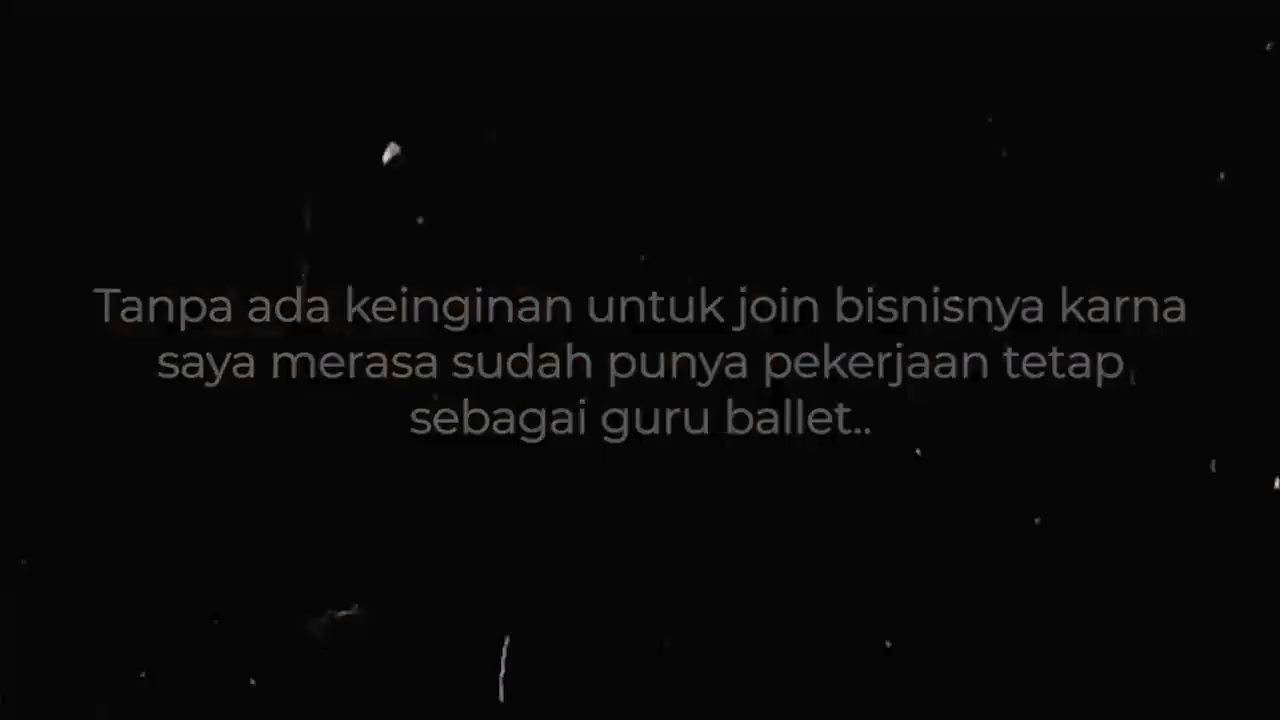 Tanpa ada keinginan untuk join bisnisnya karna
saya merasa sudah punya pekerjaan tetap
sebagai guru ballet..